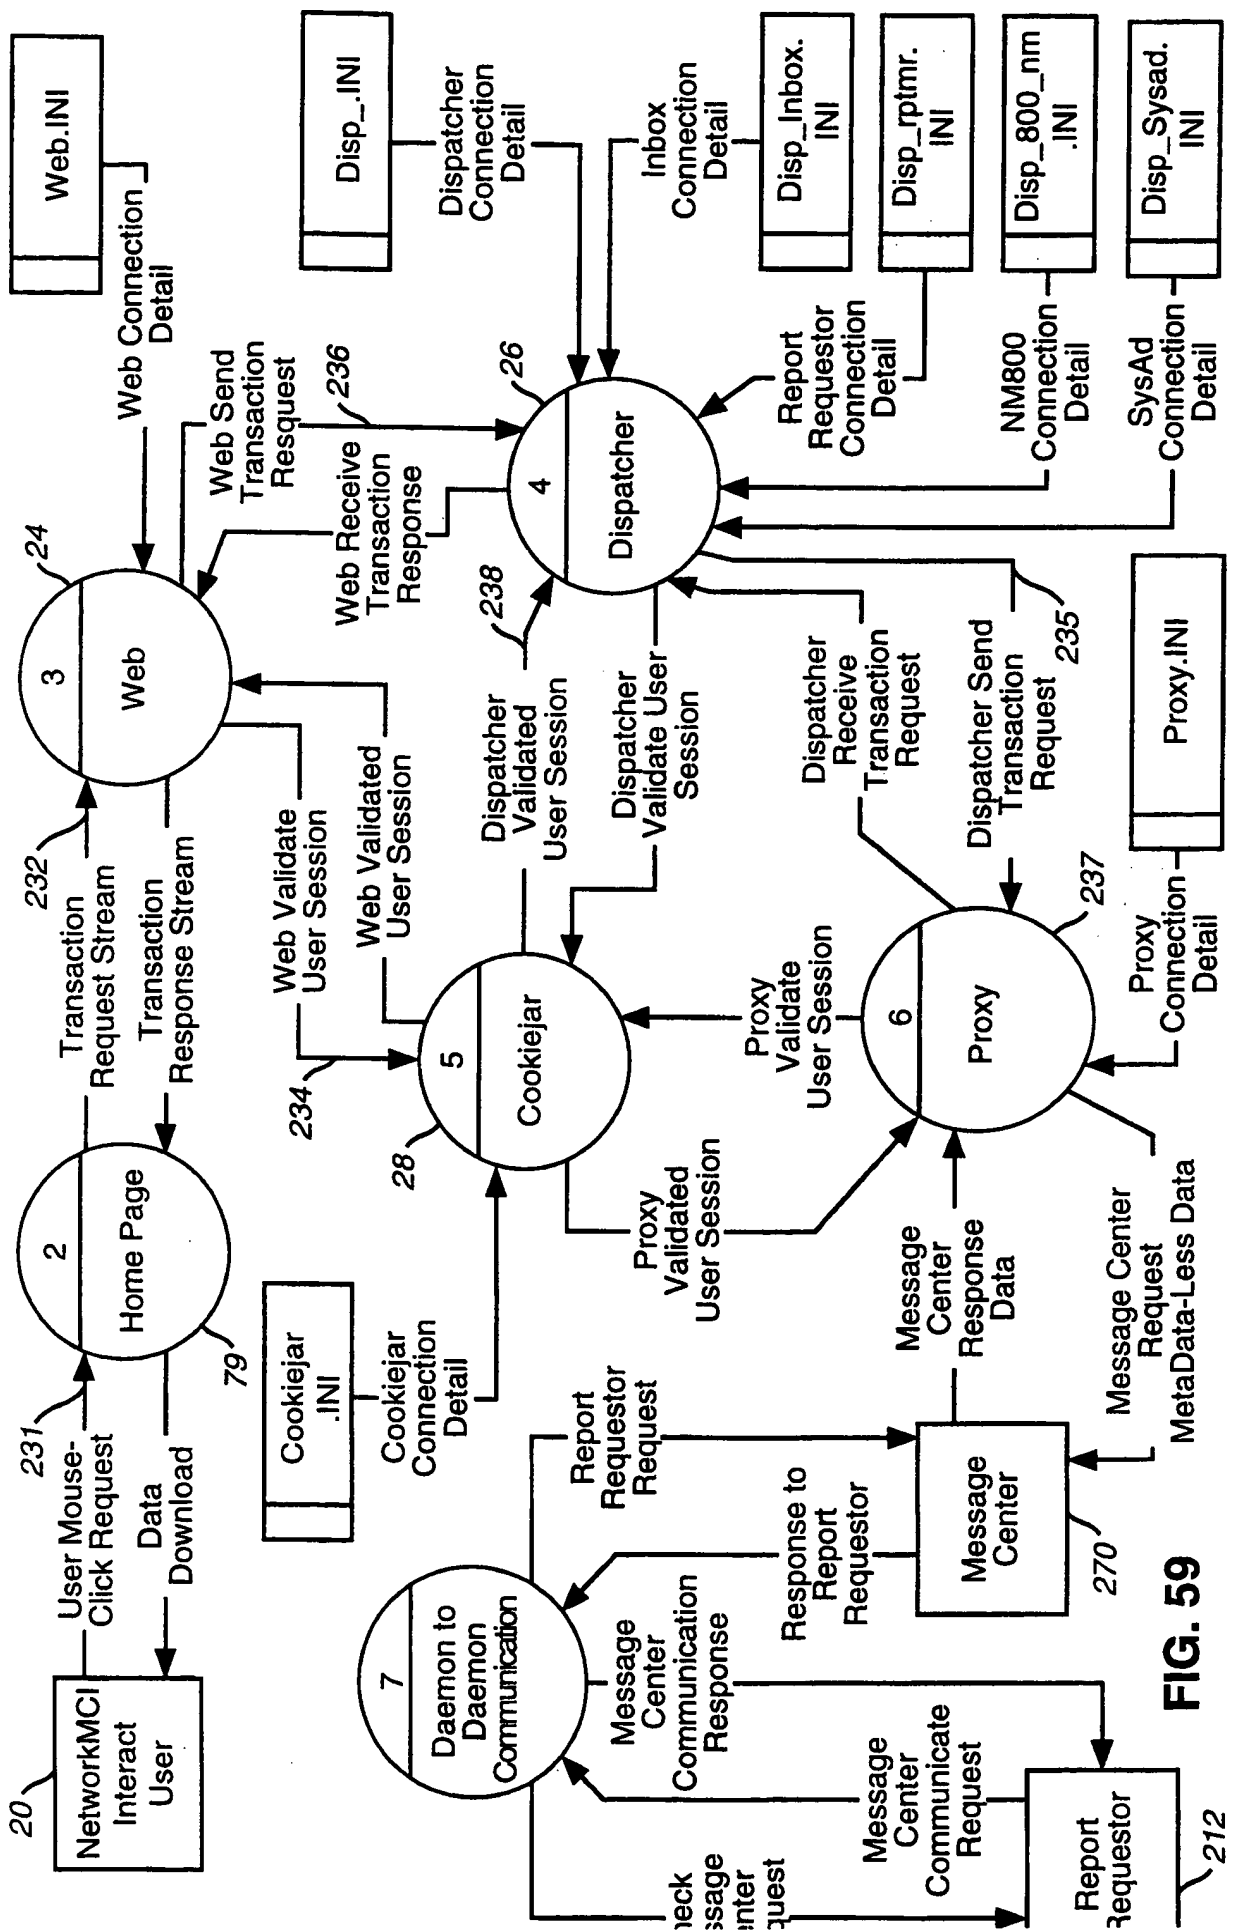 20
NetworkMCI
Interact
User
User Mouse-
Click Request
231
Data
Download
2
Home Page
79
Transaction
Request Stream
232
Transaction
Response Stream
3
Web
24
Web Connection
Detail
Web.INI
Web Validate
User Session
234
Web Validated
User Session
Web Send
Transaction
Resquest
236
Web Receive
Transaction
Response
Disp_.INI
Dispatcher
Connection
Detail
Cookiejar
.INI
Cookiejar
Connection
Detail
5
Cookiejar
28
Dispatcher
Validated
User Session
238
Dispatcher
Validate User
Session
4
Dispatcher
26
Inbox
Connection
Detail
Disp_Inbox.
INI
Report
Requestor
Connection
Detail
Disp_rptmr.
INI
NM800
Connection
Detail
Disp_800_nm
.INI
SysAd
Connection
Detail
Disp_Sysad.
INI
7
Daemon to
Daemon
Communication
Report
Requestor
Request
Response to
Report
Requestor
Message
Center
Communication
Response
Message
Center
Communicate
Request
Proxy
Validated
User Session
Proxy
Validate
User Session
Dispatcher
Receive
Transaction
Request
Dispatcher Send
Transaction
Request
235
6
Proxy
237
Message
Center
Response
Data
Message Center
Request
MetaData-Less Data
Message
Center
270
Proxy
Connection
Detail
Proxy.INI
Report
212
FIG. 59